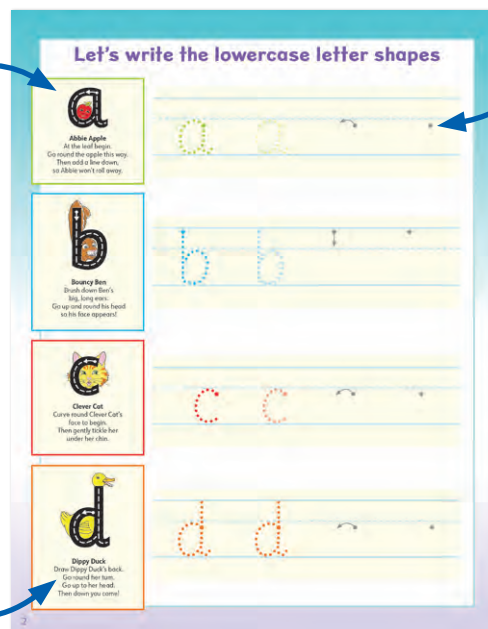 Let's write the lowercase letter shapes
a
Abbie Apple
At the leaf begin.
Go round the apple this way.
Then add a line down,
so Abbie won't roll away.
a a
b
Bouncy Ben
Brush down Ben's
big, long ears.
Go up and round his head
so his face appears!
b b
c
Clever Cat
Curve round Clever Cat's
face to begin.
Then gently tickle her
under her chin.
c c
d
Dippy Duck
Draw Dippy Duck's back.
Go round her tum.
Go up to her head.
Then down you come!
d d
2